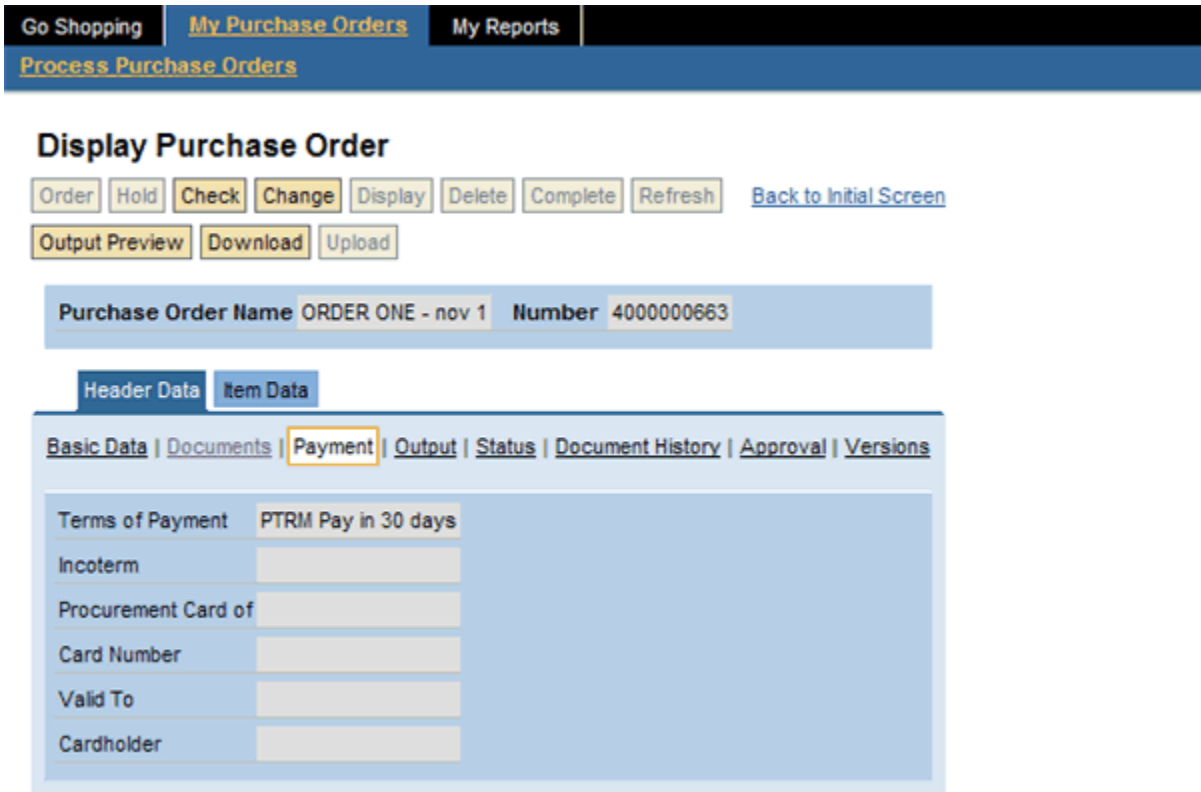 Go Shopping My Purchase Orders My Reports
Process Purchase Orders
Display Purchase Order
Order Hold Check Change Display Delete Complete Refresh Back to Initial Screen
Output Preview Download Upload
Purchase Order Name ORDER ONE - nov 1 Number 4000000663
Header Data Item Data
Basic Data | Documents | Payment | Output | Status | Document History | Approval | Versions
Terms of Payment PTRM Pay in 30 days
Incoterm
Procurement Card of
Card Number
Valid To
Cardholder